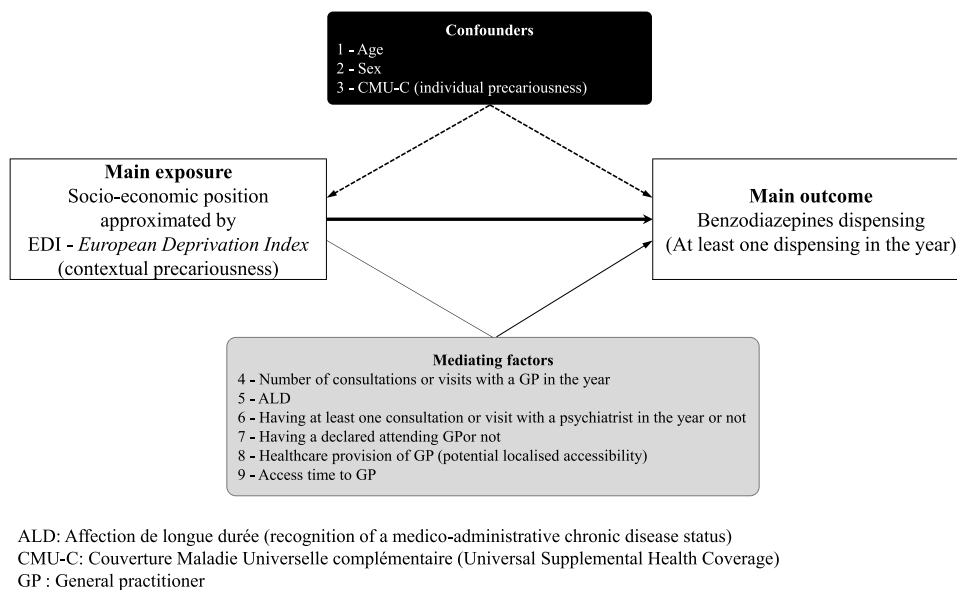 Confounders
1 - Age
2 - Sex
3 - CMU-C (individual precariousness)
Main exposure
Socio-economic position
approximated by
EDI - European Deprivation Index
(contextual precariousness)
Main outcome
Benzodiazepines dispensing
(At least one dispensing in the year)
Mediating factors
4 - Number of consultations or visits with a GP in the year
5 - ALD
6 - Having at least one consultation or visit with a psychiatrist in the year or not
7 - Having a declared attending GPor not
8 - Healthcare provision of GP (potential localised accessibility)
9 - Access time to GP
ALD: Affection de longue durée (recognition of a medico-administrative chronic disease status)
CMU-C: Couverture Maladie Universelle complémentaire (Universal Supplemental Health Coverage)
GP : General practitioner